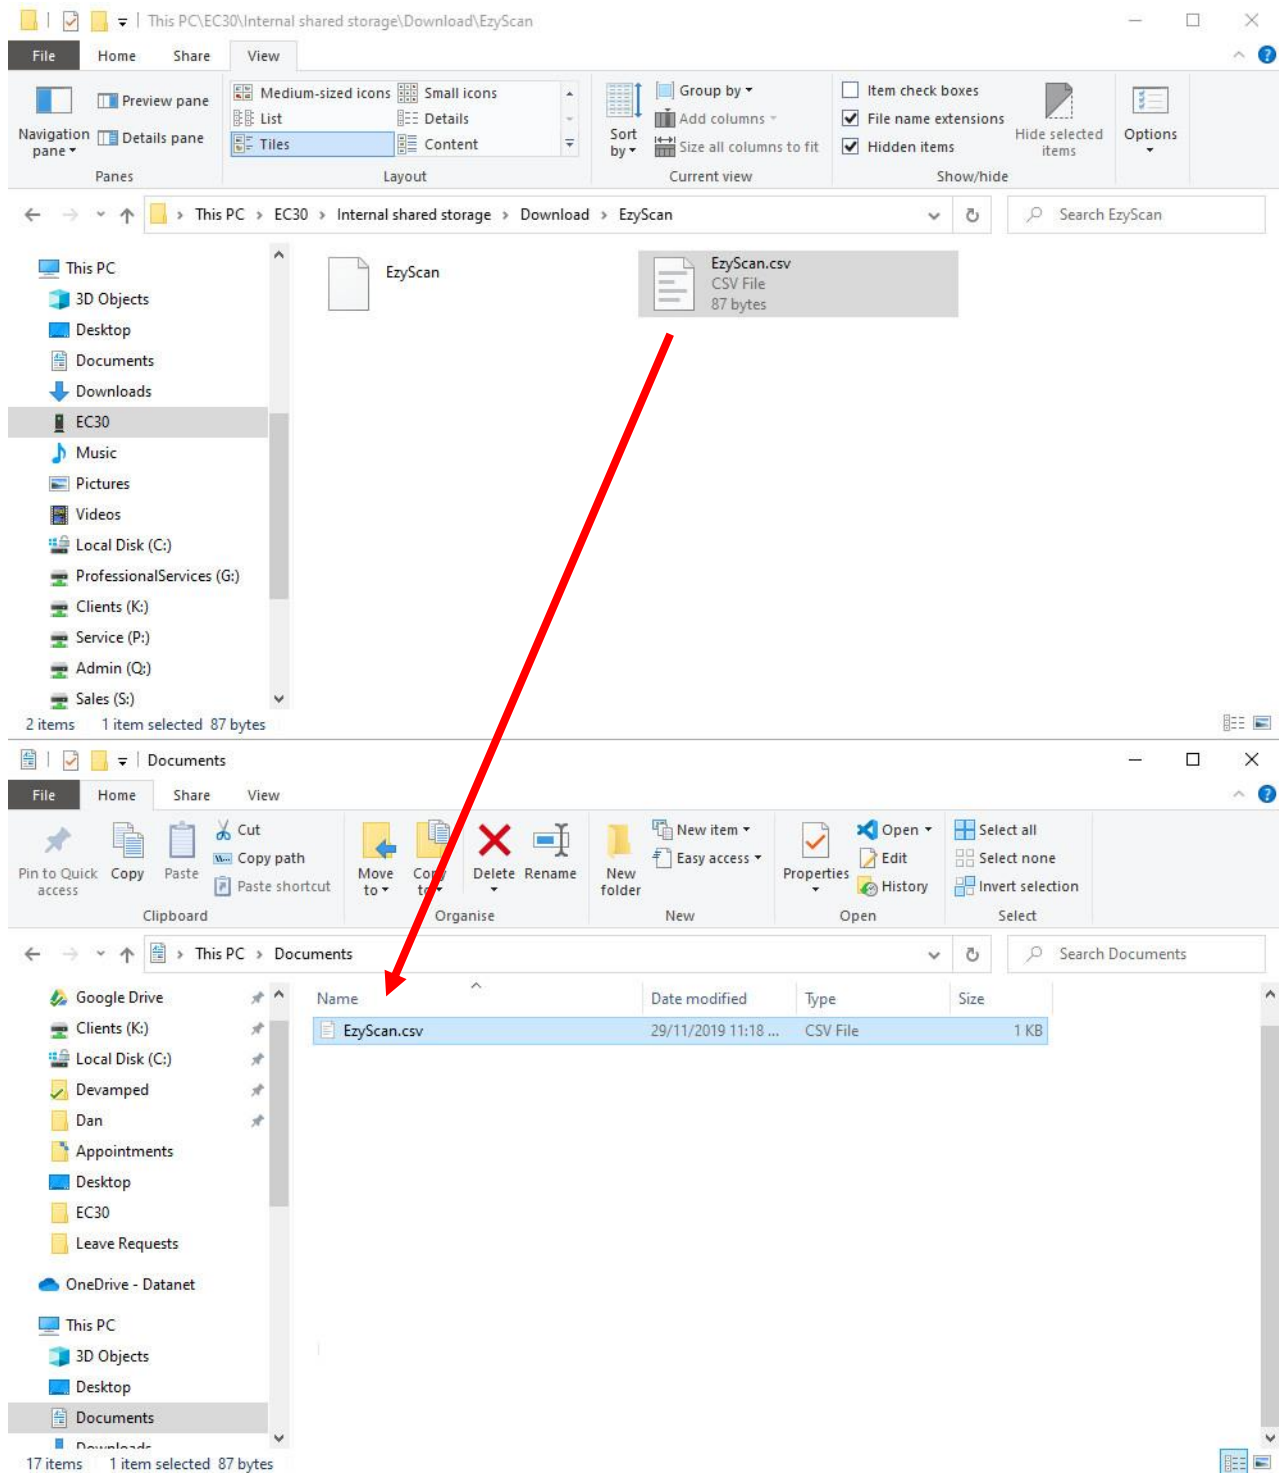 This PC\EC30\Internal shared storage\Download\EzyScan
File Home Share View
Navigation pane
Preview pane
Details pane
Panes
Medium-sized icons Small icons
List Details
Tiles Content
Layout
Sort by
Group by
Add columns
Size all columns to fit
Current view
Item check boxes
File name extensions
Hidden items
Hide selected items
Show/hide
Options
This PC > EC30 > Internal shared storage > Download > EzyScan
Search EzyScan
This PC
3D Objects
Desktop
Documents
Downloads
EC30
Music
Pictures
Videos
Local Disk (C:)
ProfessionalServices (G:)
Clients (K:)
Service (P:)
Admin (Q:)
Sales (S:)
EzyScan
EzyScan.csv
CSV File
87 bytes
2 items 1 item selected 87 bytes
Documents
File Home Share View
Pin to Quick access
Copy
Paste
Cut
Copy path
Paste shortcut
Clipboard
Move to
Copy to
Delete
Rename
Organise
New folder
New item
Easy access
New
Properties
Open
Edit
History
Open
Select all
Select none
Invert selection
Select
This PC > Documents
Search Documents
Google Drive
Clients (K:)
Local Disk (C:)
Devamped
Dan
Appointments
Desktop
EC30
Leave Requests
OneDrive - Datanet
This PC
3D Objects
Desktop
Documents
Downloads
Name Date modified Type Size
EzyScan.csv 29/11/2019 11:18 ... CSV File 1 KB
17 items 1 item selected 87 bytes